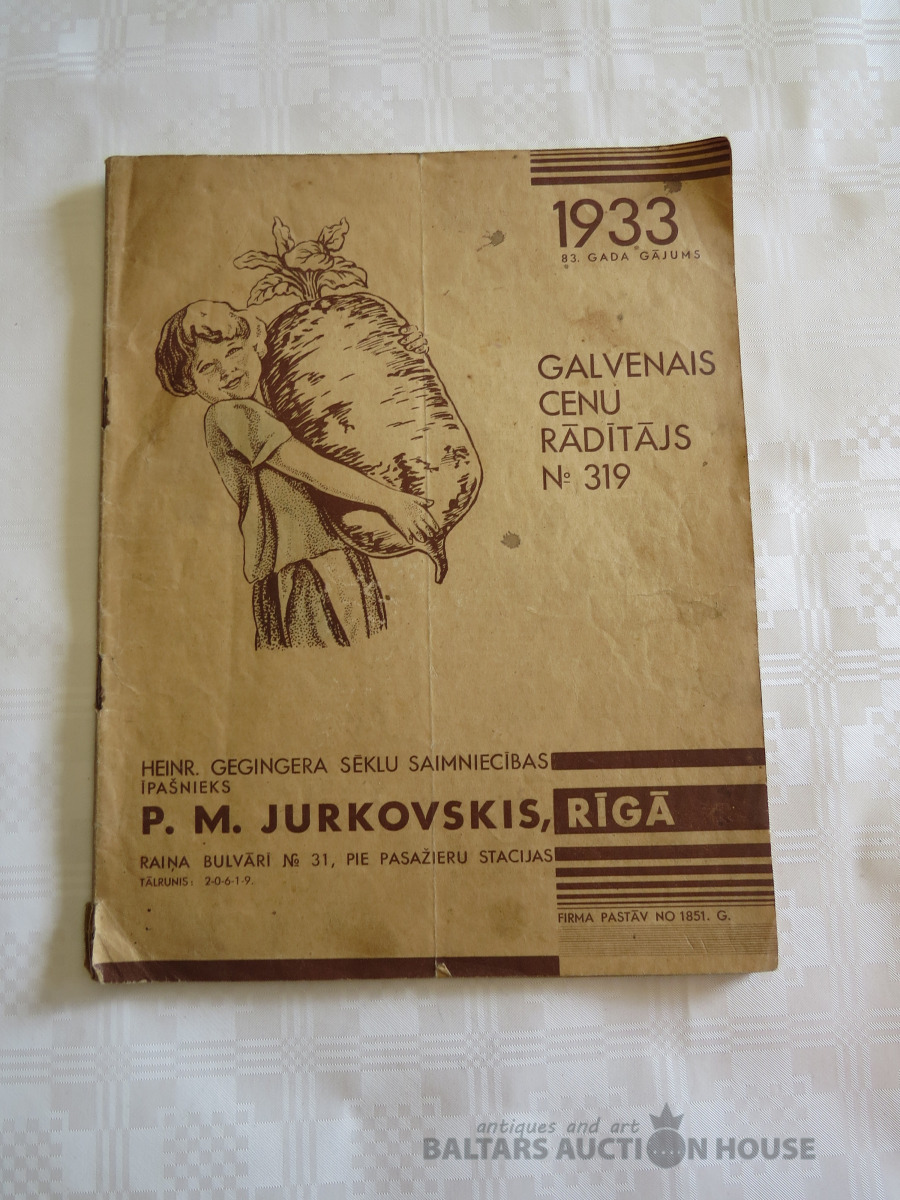 1933
83. GADA GĀJUMS
GALVENAIS
CENU
RĀDĪTĀJS
№ 319
HEINR. GEGINGERA SĒKLU SAIMNIECĪBAS
ĪPAŠNIEKS
P. M. JURKOVSKIS, RĪGĀ
RAIŅA BULVĀRĪ № 31, PIE PASAŽIERU STACIJAS
TĀLRUNIS: 2-0-6-1-9.
FIRMA PASTĀV NO 1851. G.
antiques and art
BALTARS AUCTION HOUSE